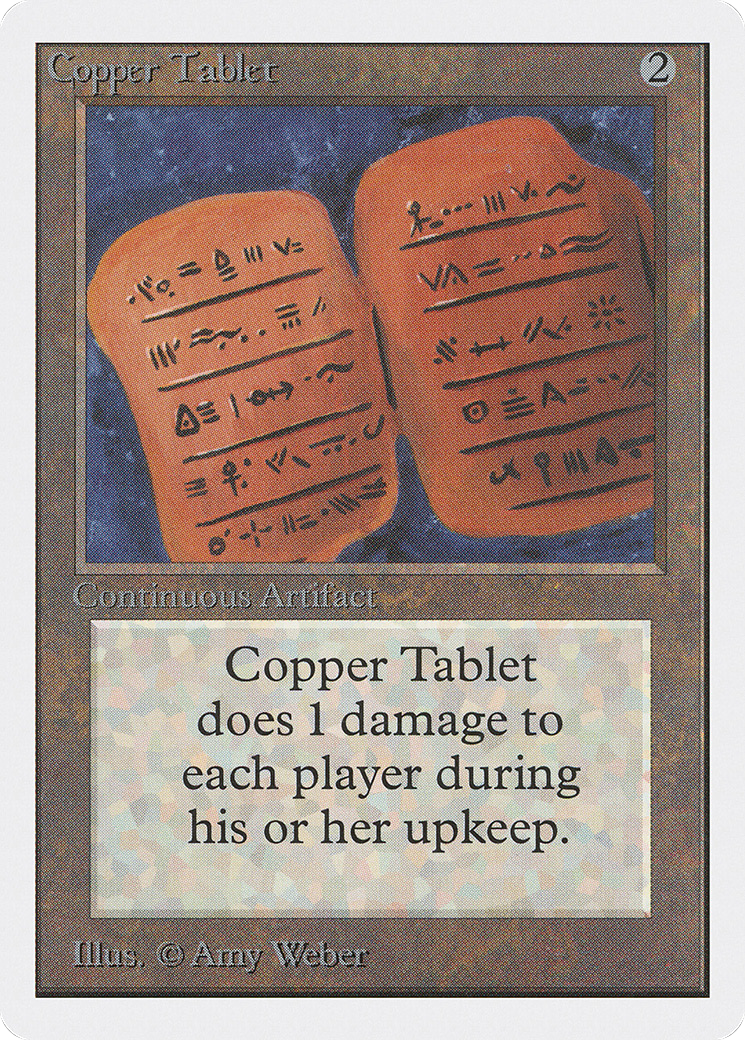 Copper Tablet 2
Continuous Artifact
Copper Tablet
does 1 damage to
each player during
his or her upkeep.
Illus. © Amy Weber